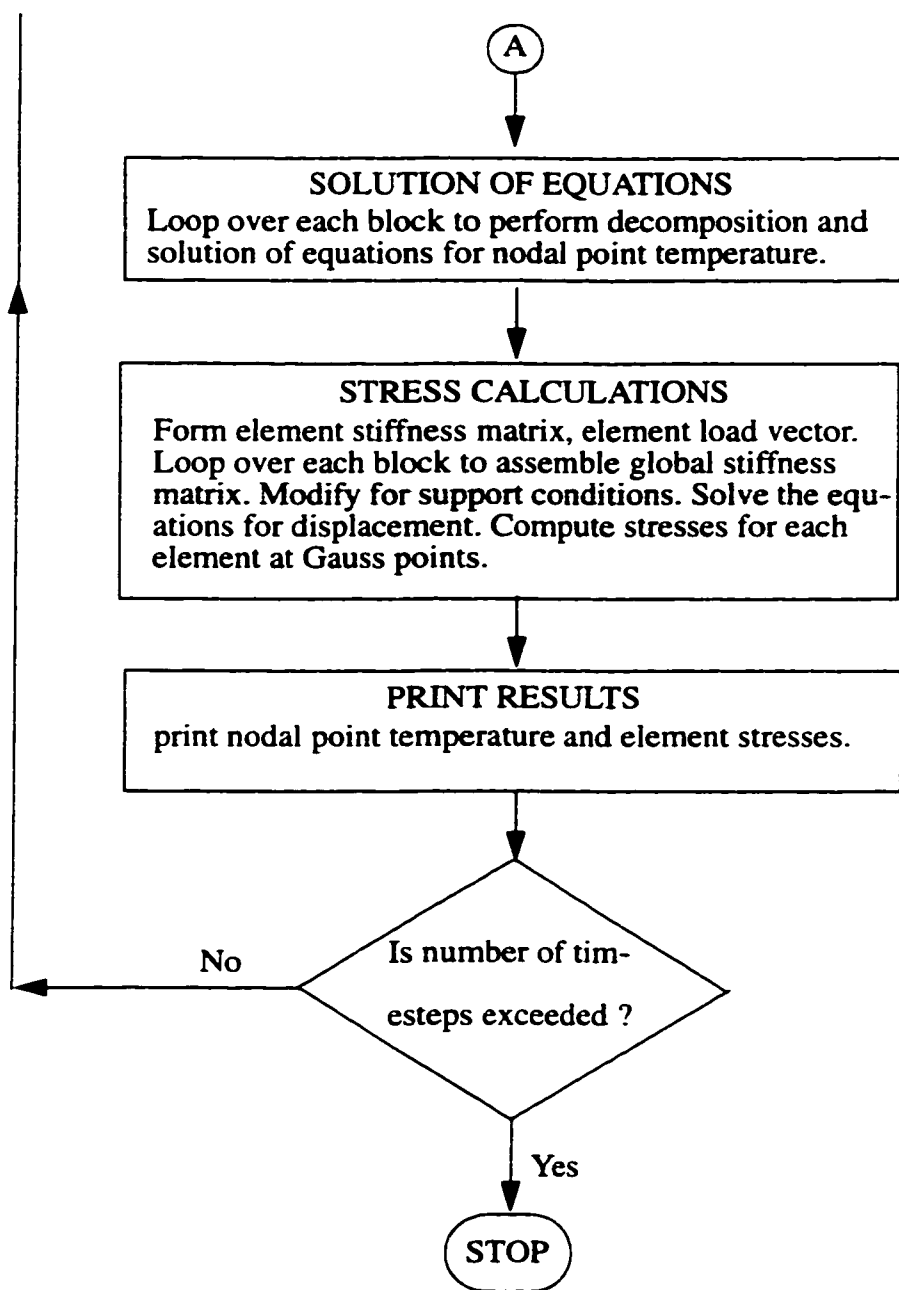 A
SOLUTION OF EQUATIONS
Loop over each block to perform decomposition and
solution of equations for nodal point temperature.
STRESS CALCULATIONS
Form element stiffness matrix, element load vector.
Loop over each block to assemble global stiffness
matrix. Modify for support conditions. Solve the equ-
ations for displacement. Compute stresses for each
element at Gauss points.
PRINT RESULTS
print nodal point temperature and element stresses.
Is number of tim-
No
esteps exceeded ?
Yes
STOP